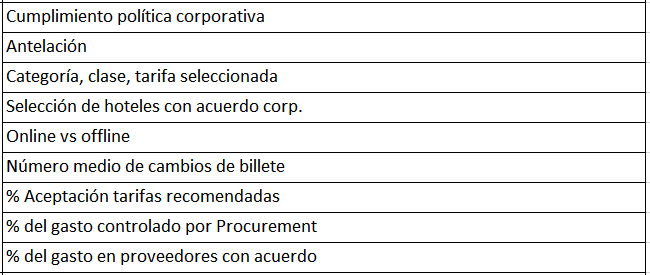 Cumplimiento política corporativa
Antelación
Categoría, clase, tarifa seleccionada
Selección de hoteles con acuerdo corp.
Online vs offline
Número medio de cambios de billete
% Aceptación tarifas recomendadas
% del gasto controlado por Procurement
% del gasto en proveedores con acuerdo